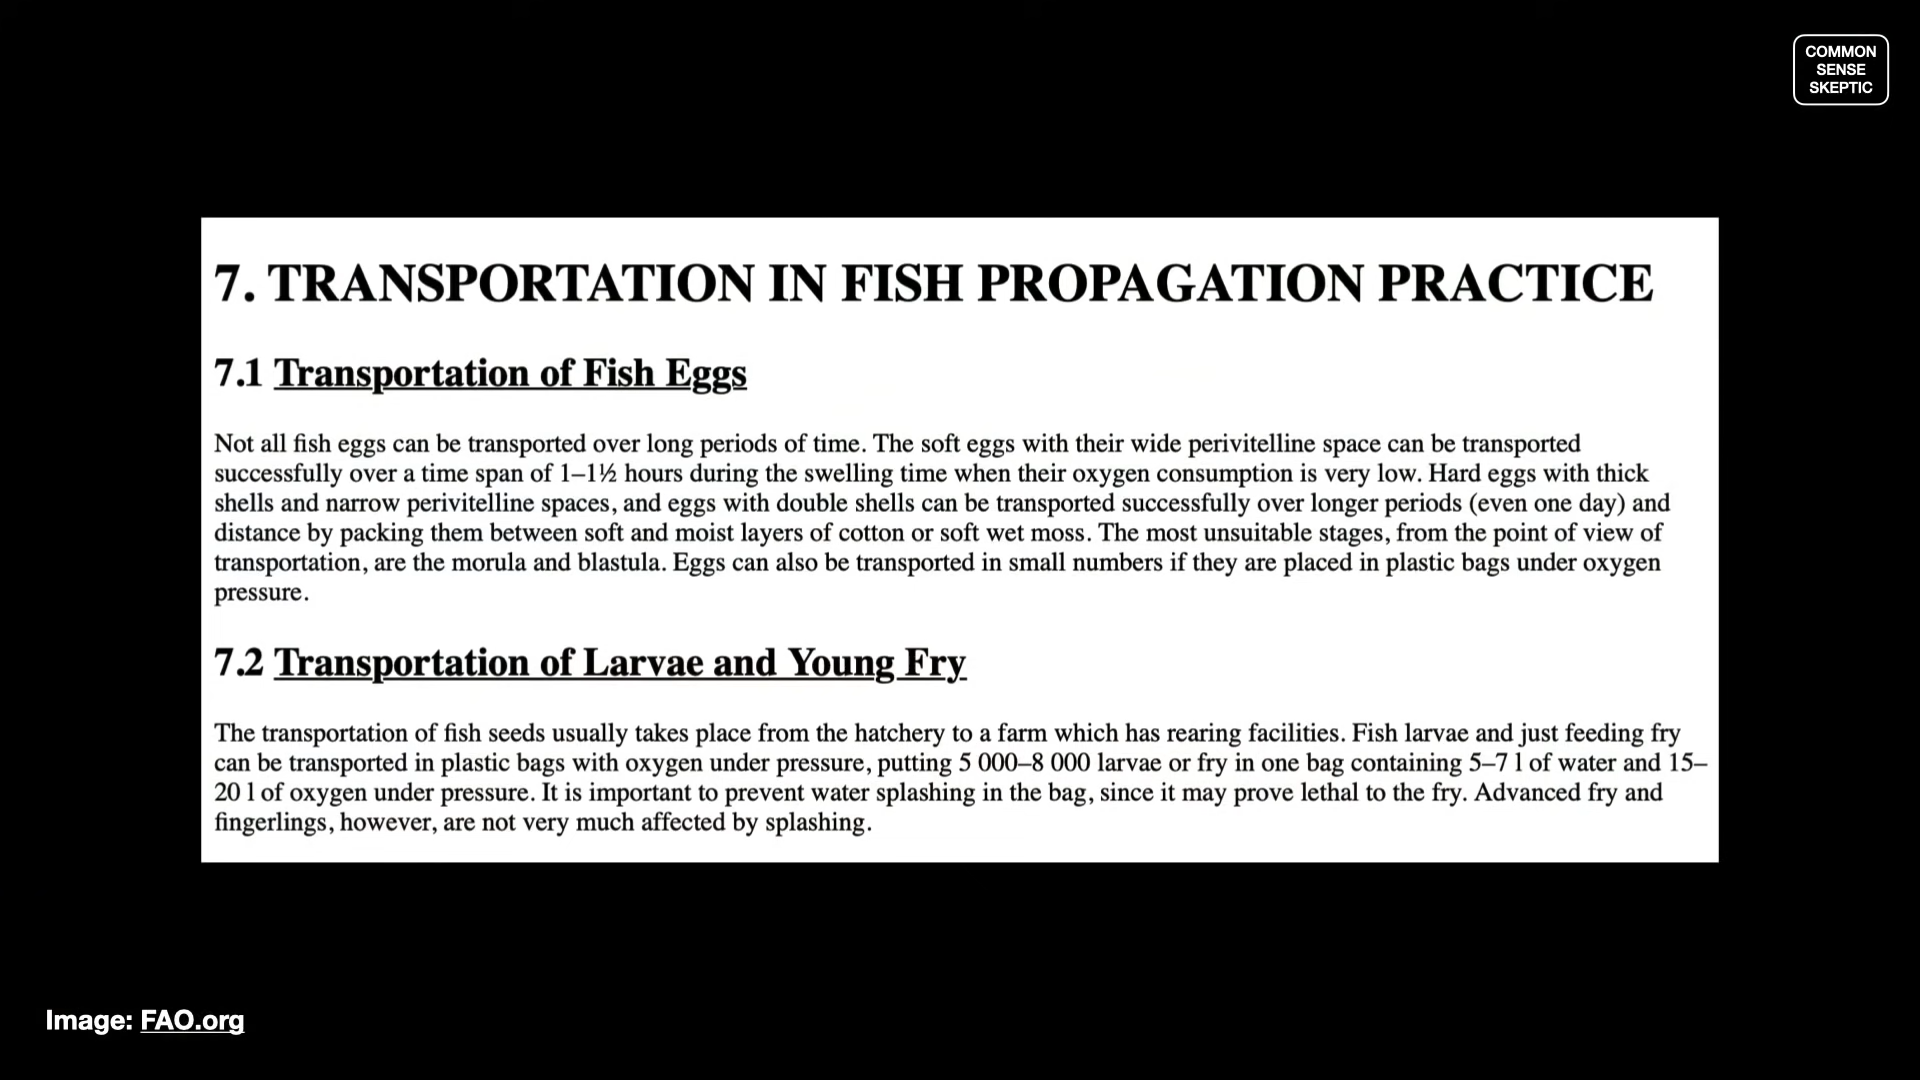 COMMON
SENSE
SKEPTIC
7. TRANSPORTATION IN FISH PROPAGATION PRACTICE
7.1 Transportation of Fish Eggs
Not all fish eggs can be transported over long periods of time. The soft eggs with their wide perivitelline space can be transported
successfully over a time span of 1–1½ hours during the swelling time when their oxygen consumption is very low. Hard eggs with thick
shells and narrow perivitelline spaces, and eggs with double shells can be transported successfully over longer periods (even one day) and
distance by packing them between soft and moist layers of cotton or soft wet moss. The most unsuitable stages, from the point of view of
transportation, are the morula and blastula. Eggs can also be transported in small numbers if they are placed in plastic bags under oxygen
pressure.
7.2 Transportation of Larvae and Young Fry
The transportation of fish seeds usually takes place from the hatchery to a farm which has rearing facilities. Fish larvae and just feeding fry
can be transported in plastic bags with oxygen under pressure, putting 5 000–8 000 larvae or fry in one bag containing 5–7 l of water and 15–
20 l of oxygen under pressure. It is important to prevent water splashing in the bag, since it may prove lethal to the fry. Advanced fry and
fingerlings, however, are not very much affected by splashing.
Image: FAO.org